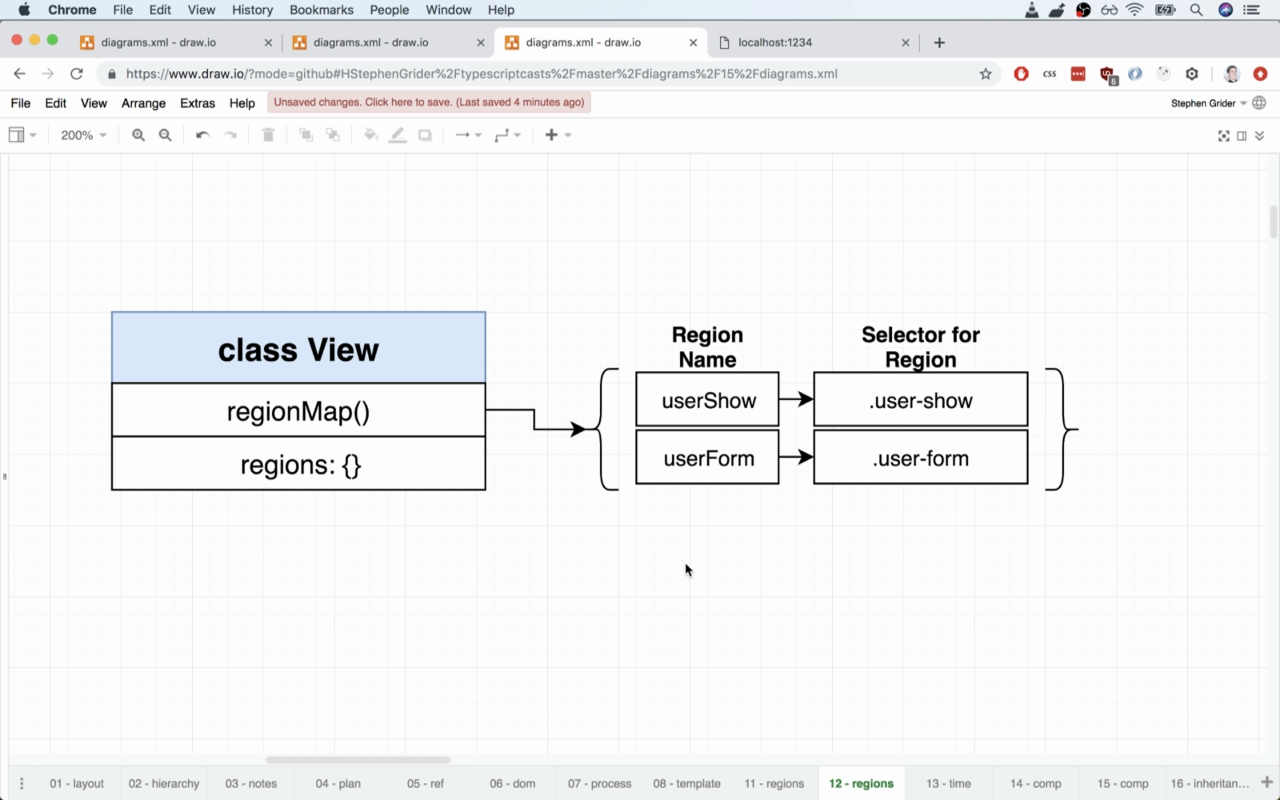 Chrome File Edit View History Bookmarks People Window Help
diagrams.xml - draw.io diagrams.xml - draw.io diagrams.xml - draw.io localhost:1234
https://www.draw.io/?mode=github#HStephenGrider%2Ftypescriptcasts%2Fmaster%2Fdiagrams%2F15%2Fdiagrams.xml
CSS
5
File Edit View Arrange Extras Help Unsaved changes. Click here to save. (Last saved 4 minutes ago) Stephen Grider
200%
class View
regionMap()
regions: {}
Region
Name
Selector for
Region
userShow .user-show
userForm .user-form
01 - layout 02 - hierarchy 03 - notes 04 - plan 05 - ref 06 - dom 07 - process 08 - template 11 - regions 12 - regions 13 - time 14 - comp 15 - comp 16 - inheritan...